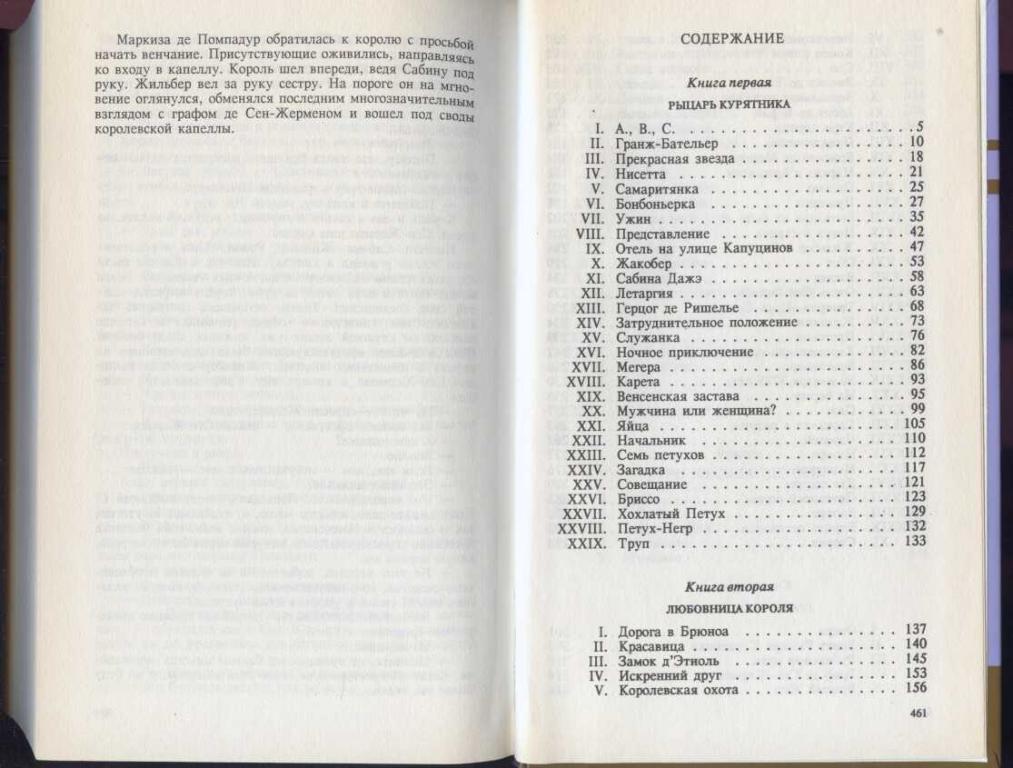 Маркиза де Помпадур обратилась к королю с просьбой
начать венчание. Присутствующие оживились, направляясь
ко входу в капеллу. Король шел впереди, ведя Сабину под
руку. Жильбер вел за руку сестру. На пороге он на мгно-
вение оглянулся, обменялся последним многозначительным
взглядом с графом де Сен-Жерменом и вошел под своды
королевской капеллы.
СОДЕРЖАНИЕ
Книга первая
РЫЦАРЬ КУРЯТНИКА
I. А., В., С. . . . . . . . . . . . . . . . . . . 5
II. Гранж-Бательер . . . . . . . . . . . . . . 10
III. Прекрасная звезда . . . . . . . . . . . . . 18
IV. Нисетта . . . . . . . . . . . . . . . . . . 21
V. Самаритянка . . . . . . . . . . . . . . . . 25
VI. Бонбоньерка . . . . . . . . . . . . . . . . 27
VII. Ужин . . . . . . . . . . . . . . . . . . . 35
VIII. Представление . . . . . . . . . . . . . . . 42
IX. Отель на улице Капуцинов . . . . . . . . . 47
X. Жакобер . . . . . . . . . . . . . . . . . . 53
XI. Сабина Дажэ . . . . . . . . . . . . . . . . 58
XII. Летаргия . . . . . . . . . . . . . . . . . . 63
XIII. Герцог де Ришелье . . . . . . . . . . . . . 68
XIV. Затруднительное положение . . . . . . . . . 73
XV. Служанка . . . . . . . . . . . . . . . . . 76
XVI. Ночное приключение . . . . . . . . . . . . 82
XVII. Мегера . . . . . . . . . . . . . . . . . . 86
XVIII. Карета . . . . . . . . . . . . . . . . . . 93
XIX. Венсенская застава . . . . . . . . . . . . . 95
XX. Мужчина или женщина? . . . . . . . . . . . 99
XXI. Яйца . . . . . . . . . . . . . . . . . . . 105
XXII. Начальник . . . . . . . . . . . . . . . . . 110
XXIII. Семь петухов . . . . . . . . . . . . . . . 112
XXIV. Загадка . . . . . . . . . . . . . . . . . . 117
XXV. Совещание . . . . . . . . . . . . . . . . . 121
XXVI. Бриссо . . . . . . . . . . . . . . . . . . 123
XXVII. Хохлатый Петух . . . . . . . . . . . . . . 129
XXVIII. Петух-Негр . . . . . . . . . . . . . . . . 132
XXIX. Труп . . . . . . . . . . . . . . . . . . . 133
Книга вторая
ЛЮБОВНИЦА КОРОЛЯ
I. Дорога в Брюноа . . . . . . . . . . . . . . 137
II. Красавица . . . . . . . . . . . . . . . . . 140
III. Замок д'Этиоль . . . . . . . . . . . . . . 145
IV. Искренний друг . . . . . . . . . . . . . . 153
V. Королевская охота . . . . . . . . . . . . . 156
461